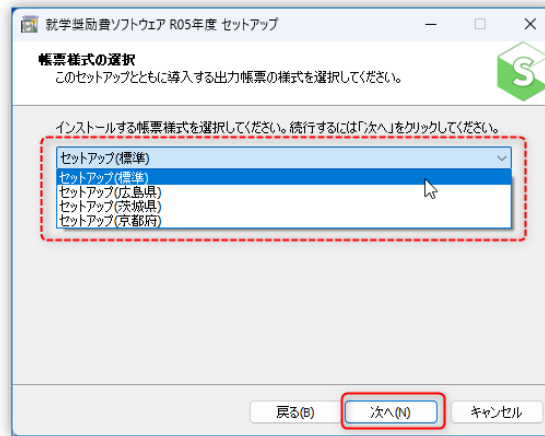 就学奨励費ソフトウェア R05年度 セットアップ
帳票様式の選択
このセットアップとともに導入する出力帳票の様式を選択してください。
S
インストールする帳票様式を選択してください。続行するには「次へ」をクリックしてください。
セットアップ(標準)
セットアップ(標準)
セットアップ(広島県)
セットアップ(茨城県)
セットアップ(京都府)
戻る(B)
次へ(N)
キャンセル